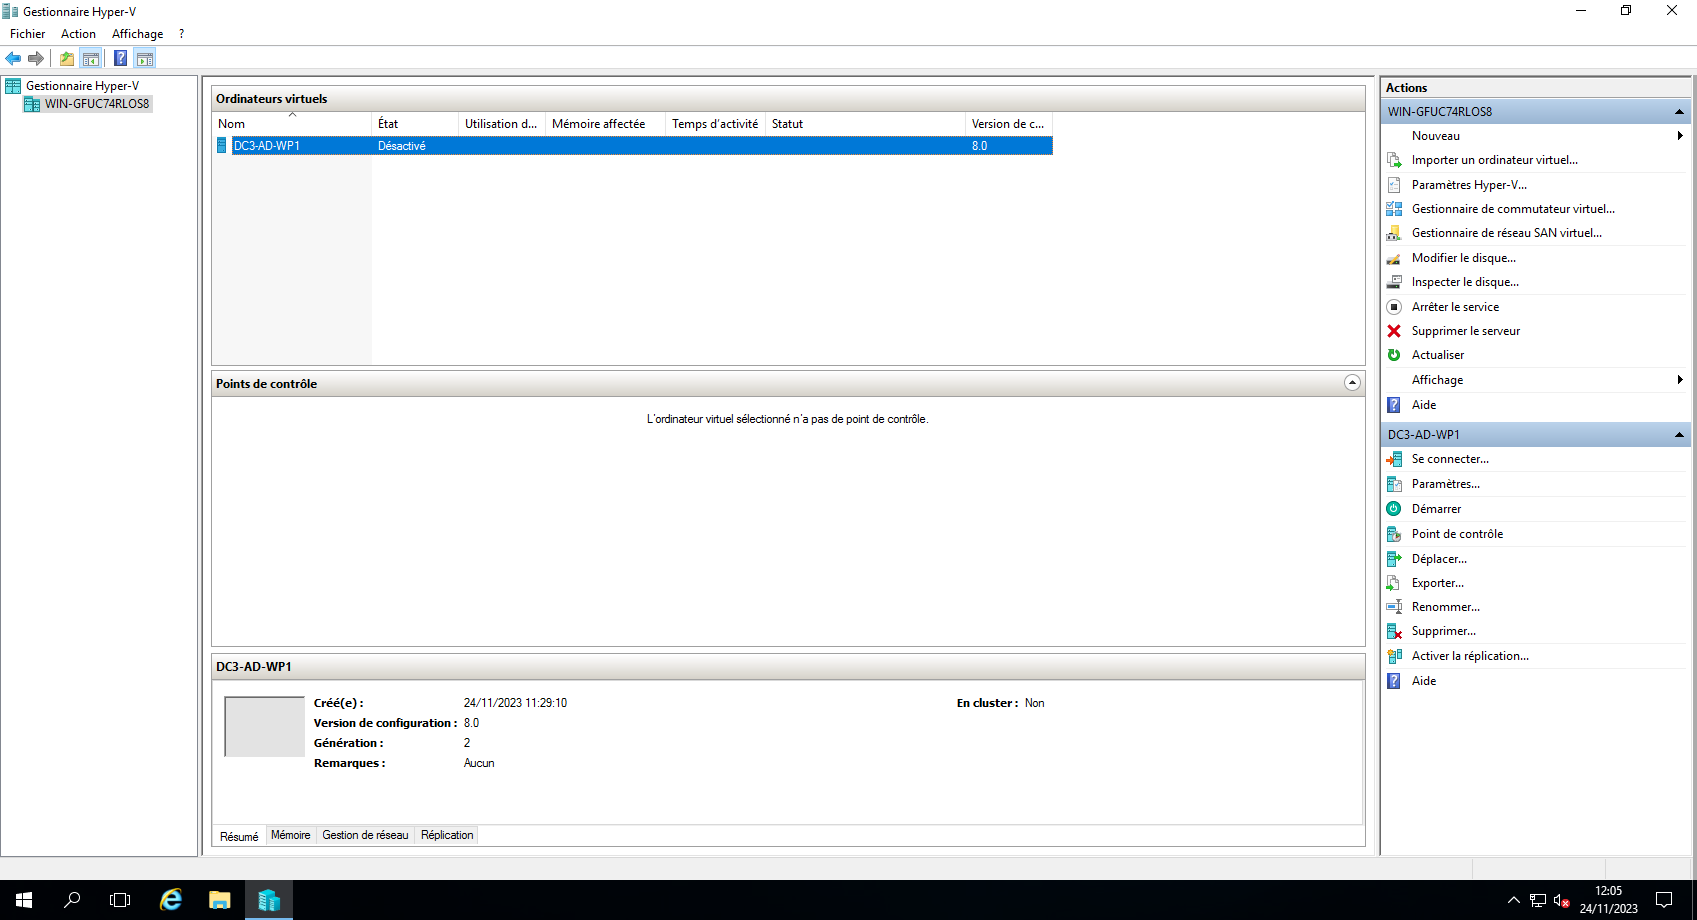 Gestionnaire Hyper-V
Fichier Action Affichage ?
Gestionnaire Hyper-V
WIN-GFUC74RLOS8
Ordinateurs virtuels
Nom État Utilisation d... Mémoire affectée Temps d'activité Statut Version de c...
DC3-AD-WP1 Désactivé 8.0
Points de contrôle
L'ordinateur virtuel sélectionné n'a pas de point de contrôle.
DC3-AD-WP1
Créé(e) : 24/11/2023 11:29:10 En cluster : Non
Version de configuration : 8.0
Génération : 2
Remarques : Aucun
Résumé Mémoire Gestion de réseau Réplication
Actions
WIN-GFUC74RLOS8
Nouveau
Importer un ordinateur virtuel...
Paramètres Hyper-V...
Gestionnaire de commutateur virtuel...
Gestionnaire de réseau SAN virtuel...
Modifier le disque...
Inspecter le disque...
Arrêter le service
Supprimer le serveur
Actualiser
Affichage
Aide
DC3-AD-WP1
Se connecter...
Paramètres...
Démarrer
Point de contrôle
Déplacer...
Exporter...
Renommer...
Supprimer...
Activer la réplication...
Aide
12:05
24/11/2023